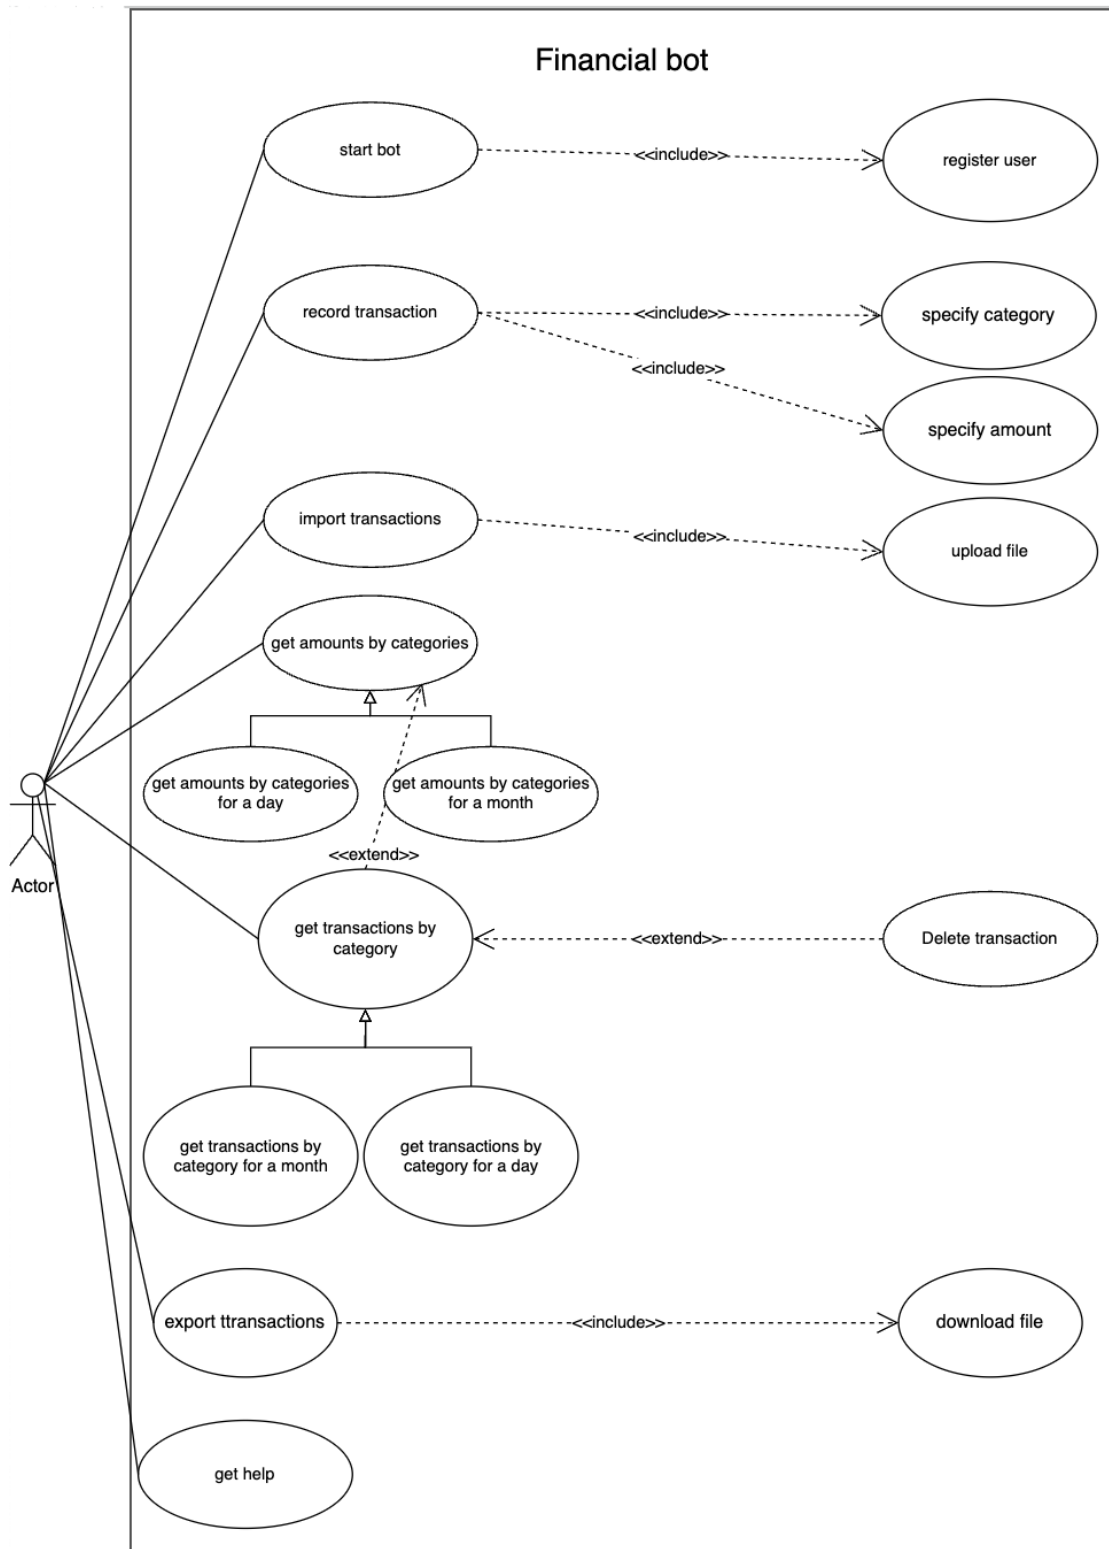 Financial bot
start bot
<<include>>
register user
record transaction
<<include>>
specify category
<<include>>
specify amount
import transactions
<<include>>
upload file
get amounts by categories
get amounts by categories
for a day
get amounts by categories
for a month
<<extend>>
Actor
get transactions by
category
<<extend>>
Delete transaction
get transactions by
category for a month
get transactions by
category for a day
export ttransactions
<<include>>
download file
get help